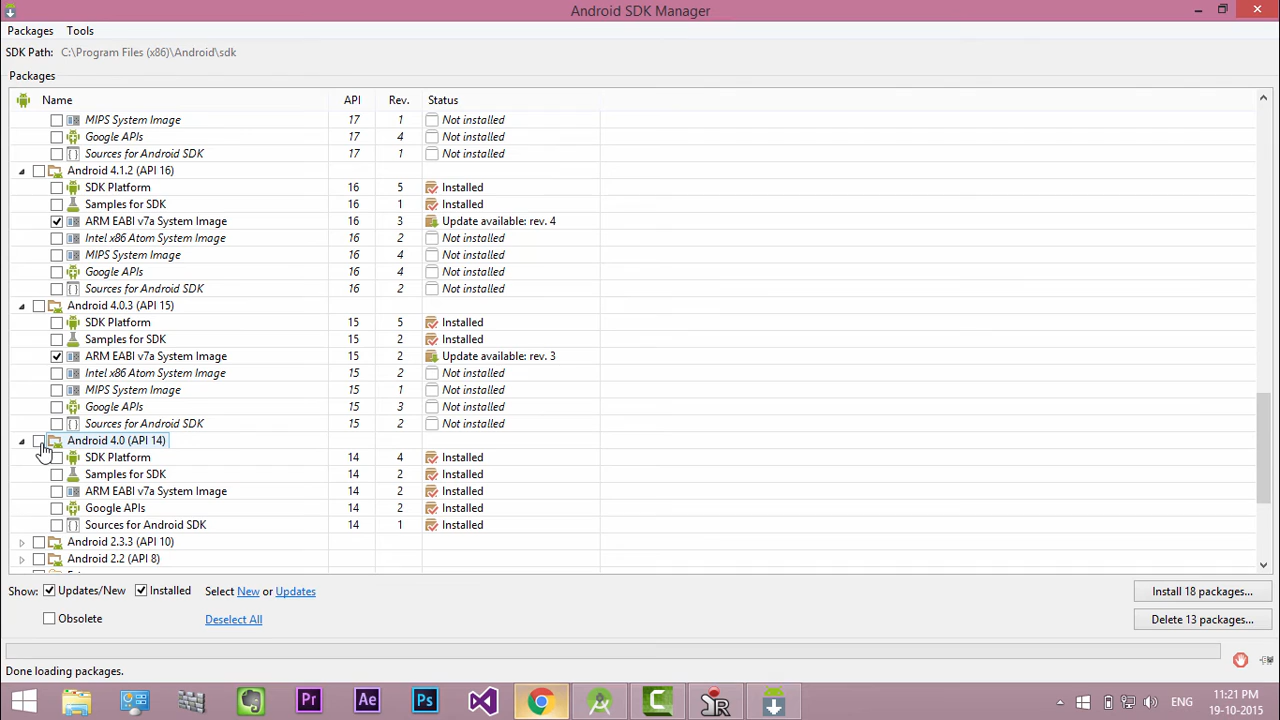 Android SDK Manager
Packages Tools
SDK Path: C:\Program Files (x86)\Android\sdk
Packages
Name API Rev. Status
MIPS System Image 17 1 Not installed
Google APIs 17 4 Not installed
Sources for Android SDK 17 1 Not installed
Android 4.1.2 (API 16)
SDK Platform 16 5 Installed
Samples for SDK 16 1 Installed
ARM EABI v7a System Image 16 3 Update available: rev. 4
Intel x86 Atom System Image 16 2 Not installed
MIPS System Image 16 4 Not installed
Google APIs 16 4 Not installed
Sources for Android SDK 16 2 Not installed
Android 4.0.3 (API 15)
SDK Platform 15 5 Installed
Samples for SDK 15 2 Installed
ARM EABI v7a System Image 15 2 Update available: rev. 3
Intel x86 Atom System Image 15 2 Not installed
MIPS System Image 15 1 Not installed
Google APIs 15 3 Not installed
Sources for Android SDK 15 2 Not installed
Android 4.0 (API 14)
SDK Platform 14 4 Installed
Samples for SDK 14 2 Installed
ARM EABI v7a System Image 14 2 Installed
Google APIs 14 2 Installed
Sources for Android SDK 14 1 Installed
Android 2.3.3 (API 10)
Android 2.2 (API 8)
Show: Updates/New Installed Select New or Updates Install 18 packages...
Obsolete Deselect All Delete 13 packages...
Done loading packages.
Pr Ae Ps ENG 11:21 PM
19-10-2015